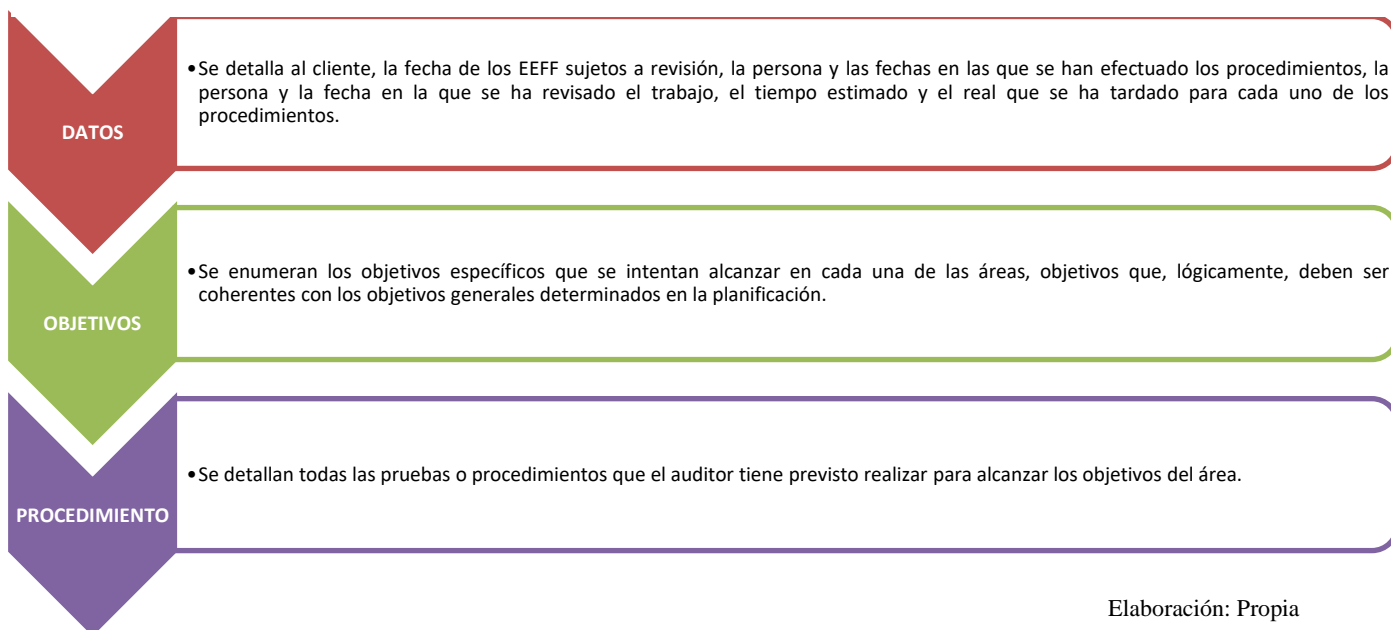 DATOS
•Se detalla al cliente, la fecha de los EEFF sujetos a revisión, la persona y las fechas en las que se han efectuado los procedimientos, la
persona y la fecha en la que se ha revisado el trabajo, el tiempo estimado y el real que se ha tardado para cada uno de los
procedimientos.
OBJETIVOS
•Se enumeran los objetivos específicos que se intentan alcanzar en cada una de las áreas, objetivos que, lógicamente, deben ser
coherentes con los objetivos generales determinados en la planificación.
PROCEDIMIENTO
•Se detallan todas las pruebas o procedimientos que el auditor tiene previsto realizar para alcanzar los objetivos del área.
Elaboración: Propia